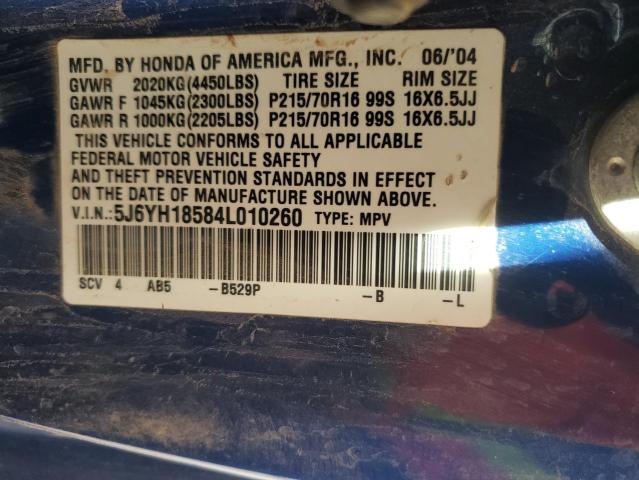 MFD. BY HONDA OF AMERICA MFG., INC. 06/'04
GVWR 2020KG(4450LBS) TIRE SIZE RIM SIZE
GAWR F 1045KG(2300LBS) P215/70R16 99S 16X6.5JJ
GAWR R 1000KG(2205LBS) P215/70R16 99S 16X6.5JJ
THIS VEHICLE CONFORMS TO ALL APPLICABLE
FEDERAL MOTOR VEHICLE SAFETY
AND THEFT PREVENTION STANDARDS IN EFFECT
ON THE DATE OF MANUFACTURE SHOWN ABOVE.
V.I.N.:5J6YH18584L010260 TYPE: MPV
SCV 4 AB5 -B529P -B -L